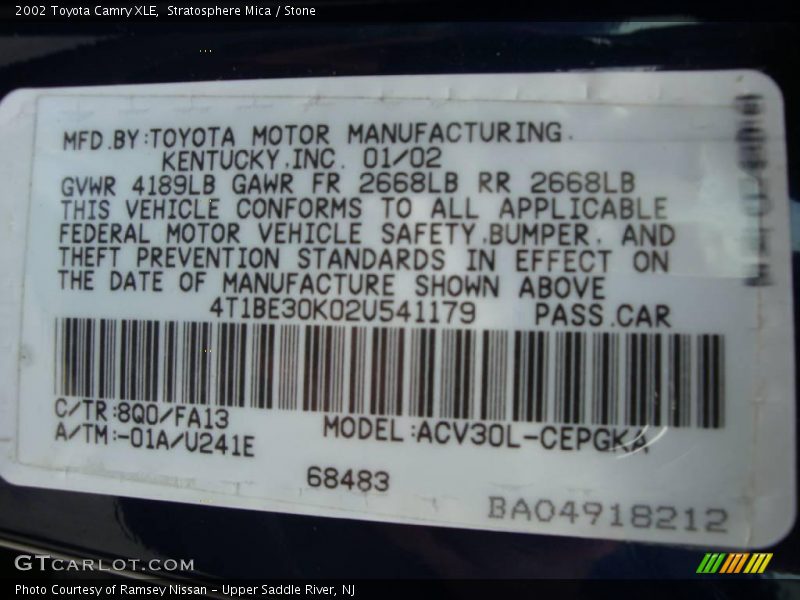 2002 Toyota Camry XLE,  Stratosphere Mica / Stone
MFD.BY:TOYOTA MOTOR MANUFACTURING.
KENTUCKY,INC. 01/02
GVWR 4189LB GAWR FR 2668LB RR 2668LB
THIS VEHICLE CONFORMS TO ALL APPLICABLE
FEDERAL MOTOR VEHICLE SAFETY,BUMPER, AND
THEFT PREVENTION STANDARDS IN EFFECT ON
THE DATE OF MANUFACTURE SHOWN ABOVE
4T1BE30K02U541179 PASS.CAR
C/TR:8Q0/FA13
A/TM:-01A/U241E
MODEL:ACV30L-CEPGKA
68483
BA04918212
GTCARLOT.COM
Photo Courtesy of Ramsey Nissan - Upper Saddle River, NJ